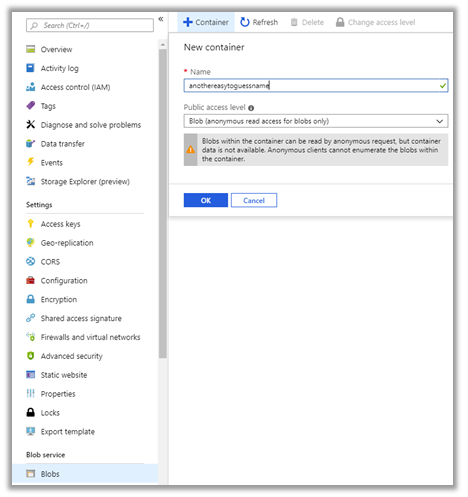 Search (Ctrl+/)
«
Overview
Activity log
Access control (IAM)
Tags
Diagnose and solve problems
Data transfer
Events
Storage Explorer (preview)
Settings
Access keys
Geo-replication
CORS
Configuration
Encryption
Shared access signature
Firewalls and virtual networks
Advanced security
Static website
Properties
Locks
Export template
Blob service
Blobs
+ Container
Refresh
Delete
Change access level
New container
* Name
anothereasytoguessname
Public access level
Blob (anonymous read access for blobs only)
Blobs within the container can be read by anonymous request, but container
data is not available. Anonymous clients cannot enumerate the blobs within
the container.
OK
Cancel